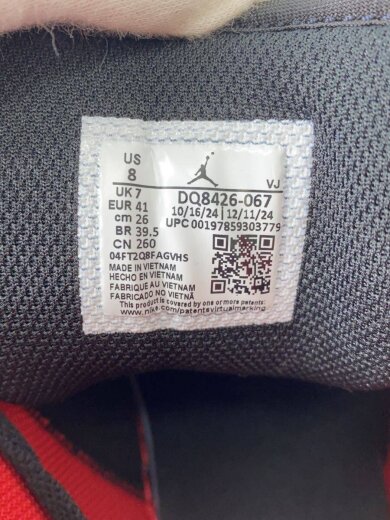 US
8
VJ
UK 7
DQ8426-067
EUR 41
10/16/24 | 12/11/24
cm 26
UPC 00197859303779
BR 39.5
CN 260
04FT2Q8FAGVHS
MADE IN VIETNAM
HECHO EN VIETNAM
FABRIQUE AU VIETNAM
FABRICADO NO VIETNÃ
This product is covered by one or more patents. See
www.nike.com/patentsvirtualmarking